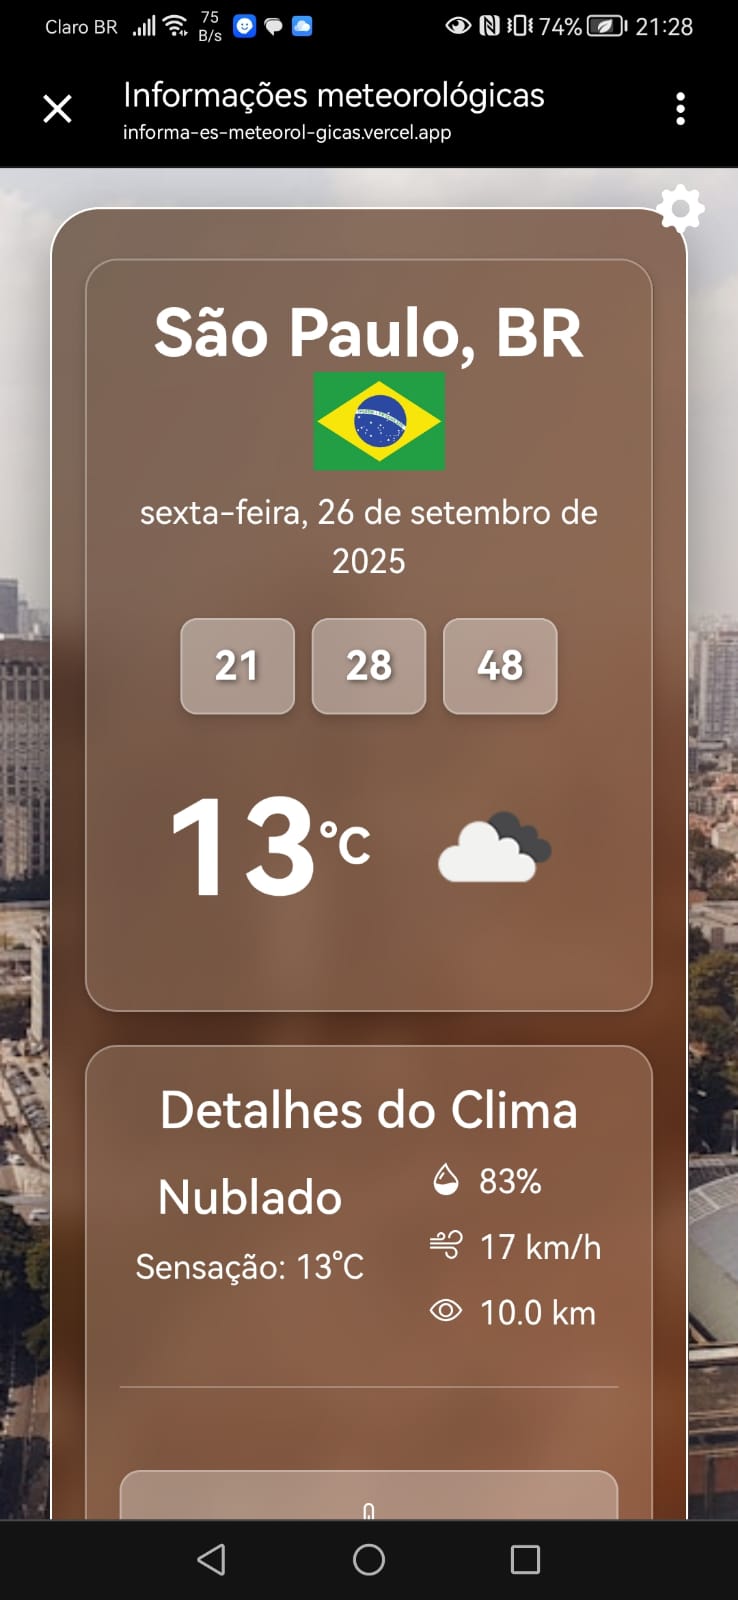 Claro BR 75 B/s 74% 21:28
Informações meteorológicas
informa-es-meteorol-gicas.vercel.app
São Paulo, BR
sexta-feira, 26 de setembro de
2025
21 28 48
13°C
Detalhes do Clima
Nublado
83%
Sensação: 13°C
17 km/h
10.0 km